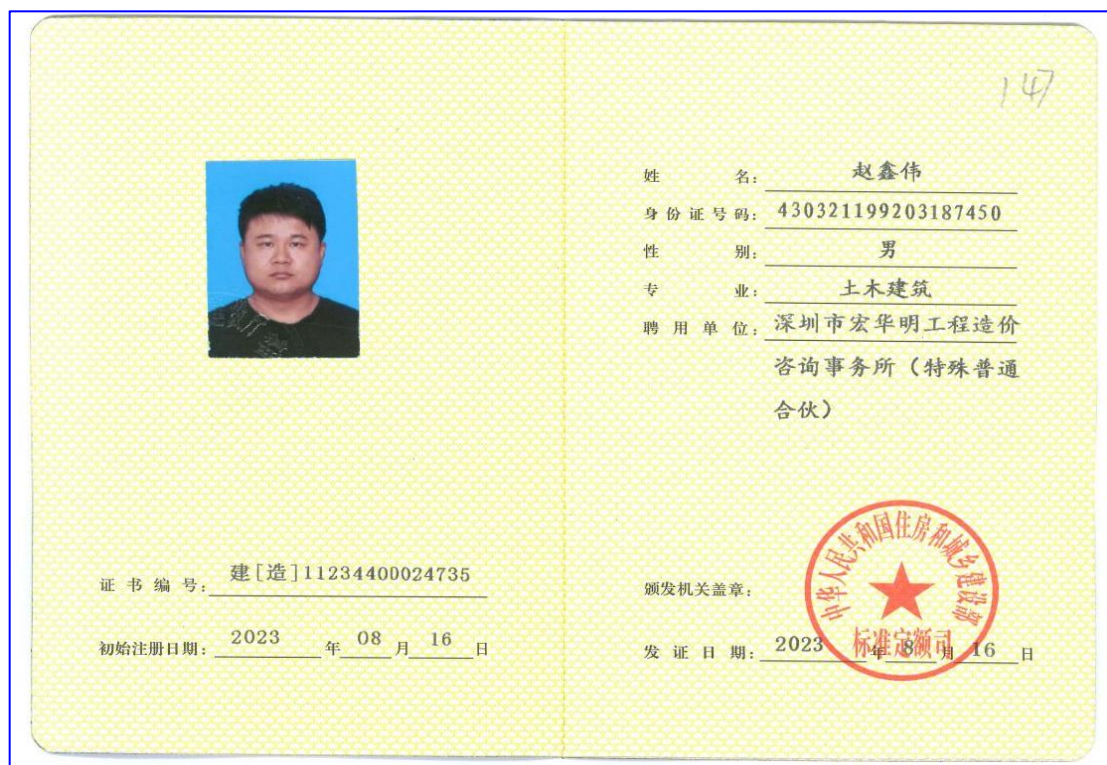 证书编号：建[造]11234400024735
初始注册日期：2023年08月16日
147
姓名：赵鑫伟
身份证号码：430321199203187450
性别：男
专业：土木建筑
聘用单位：深圳市宏华明工程造价
咨询事务所（特殊普通
合伙）
颁发机关盖章：
中华人民共和国住房和城乡建设部
标准定额司
发证日期：2023年8月16日